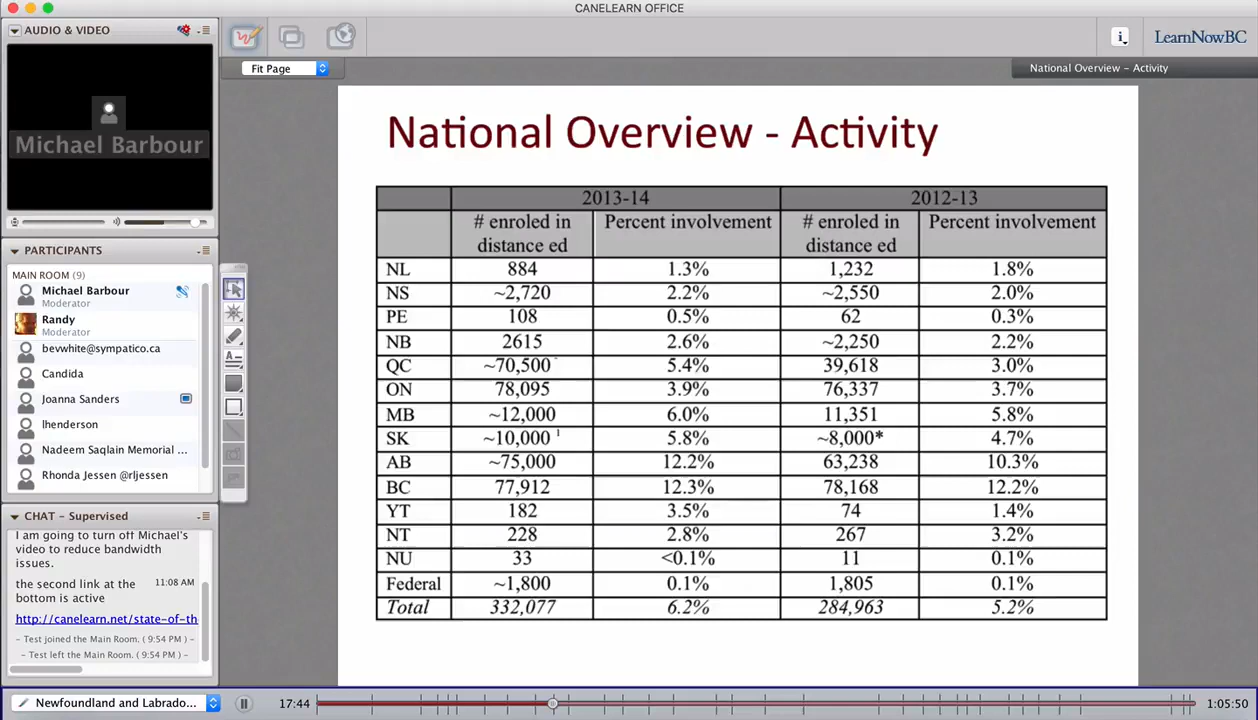 CANELEARN OFFICE
AUDIO & VIDEO
Michael Barbour
PARTICIPANTS
MAIN ROOM (9)
Michael Barbour
Moderator
Randy
Moderator
bevwhite@sympatico.ca
Candida
Joanna Sanders
lhenderson
Nadeem Saqlain Memorial ...
Rhonda Jessen @rljessen
CHAT – Supervised
I am going to turn off Michael's
video to reduce bandwidth
issues.
the second link at the 11:08 AM
bottom is active
http://canelearn.net/state-of-th
– Test joined the Main Room. ( 9:54 PM ) –
– Test left the Main Room. ( 9:54 PM ) –
Newfoundland and Labrado...
LearnNowBC
Fit Page
National Overview – Activity
National Overview - Activity
2013-14 2012-13
# enroled in distance ed Percent involvement # enroled in distance ed Percent involvement
NL 884 1.3% 1,232 1.8%
NS ~2,720 2.2% ~2,550 2.0%
PE 108 0.5% 62 0.3%
NB 2615 2.6% ~2,250 2.2%
QC ~70,500 5.4% 39,618 3.0%
ON 78,095 3.9% 76,337 3.7%
MB ~12,000 6.0% 11,351 5.8%
SK ~10,000 1 5.8% ~8,000* 4.7%
AB ~75,000 12.2% 63,238 10.3%
BC 77,912 12.3% 78,168 12.2%
YT 182 3.5% 74 1.4%
NT 228 2.8% 267 3.2%
NU 33 <0.1% 11 0.1%
Federal ~1,800 0.1% 1,805 0.1%
Total 332,077 6.2% 284,963 5.2%
17:44
1:05:50